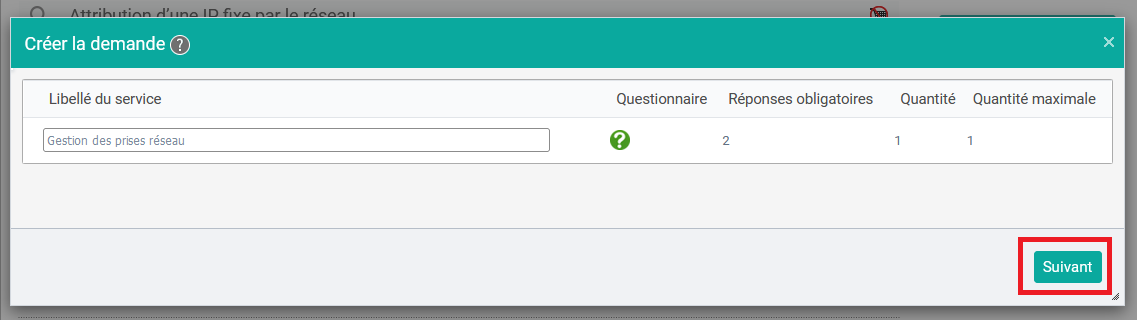 Attribution d'une IP fixe par le réseau
Créer la demande ?
Libellé du service Questionnaire Réponses obligatoires Quantité Quantité maximale
Gestion des prises réseau ? 2 1 1
Suivant